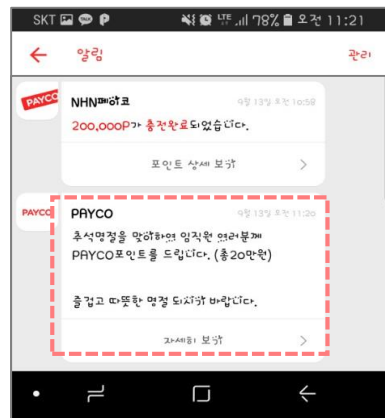 SKT LTE 78% 오전 11:21
알림 관리
PAYCO NHN페이코 9월 13일 오전 10:58
200,000P가 충전완료되었습니다.
포인트 상세 보기 >
PAYCO PAYCO 9월 13일 오전 11:20
추석명절을 맞이하여 임직원 여러분께
PAYCO포인트를 드립니다. (총20만원)
즐겁고 따뜻한 명절 되시기 바랍니다.
자세히 보기 >